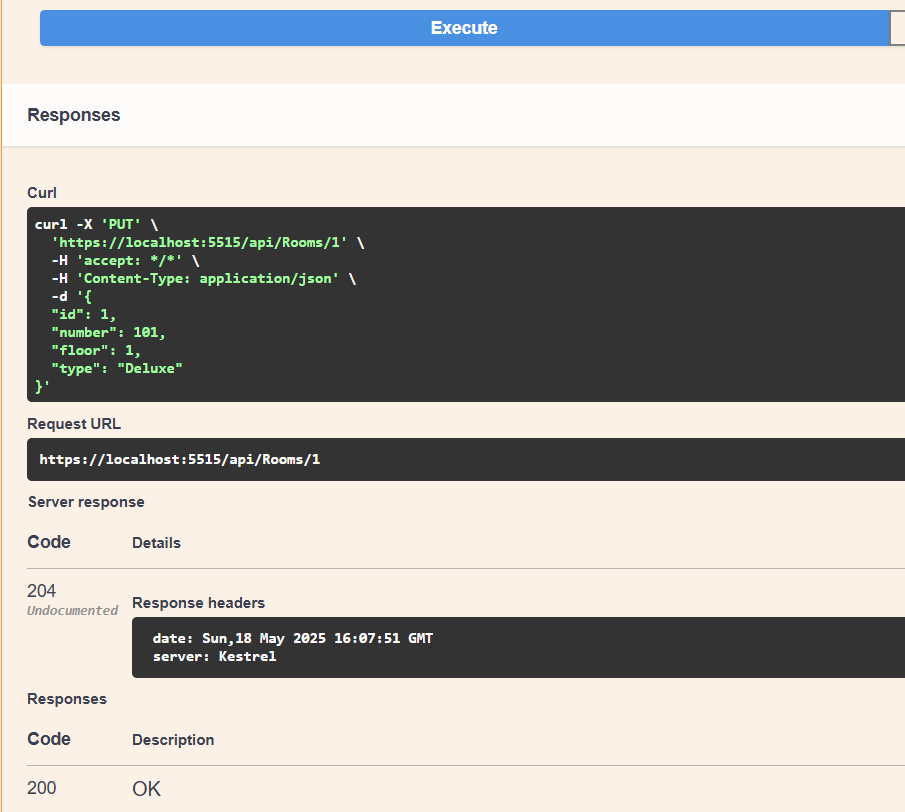 Execute
Responses
Curl
curl -X 'PUT' \
  'https://localhost:5515/api/Rooms/1' \
  -H 'accept: */*' \
  -H 'Content-Type: application/json' \
  -d '{
  "id": 1,
  "number": 101,
  "floor": 1,
  "type": "Deluxe"
}'
Request URL
https://localhost:5515/api/Rooms/1
Server response
Code Details
204
Undocumented
Response headers
date: Sun,18 May 2025 16:07:51 GMT
server: Kestrel
Responses
Code Description
200 OK